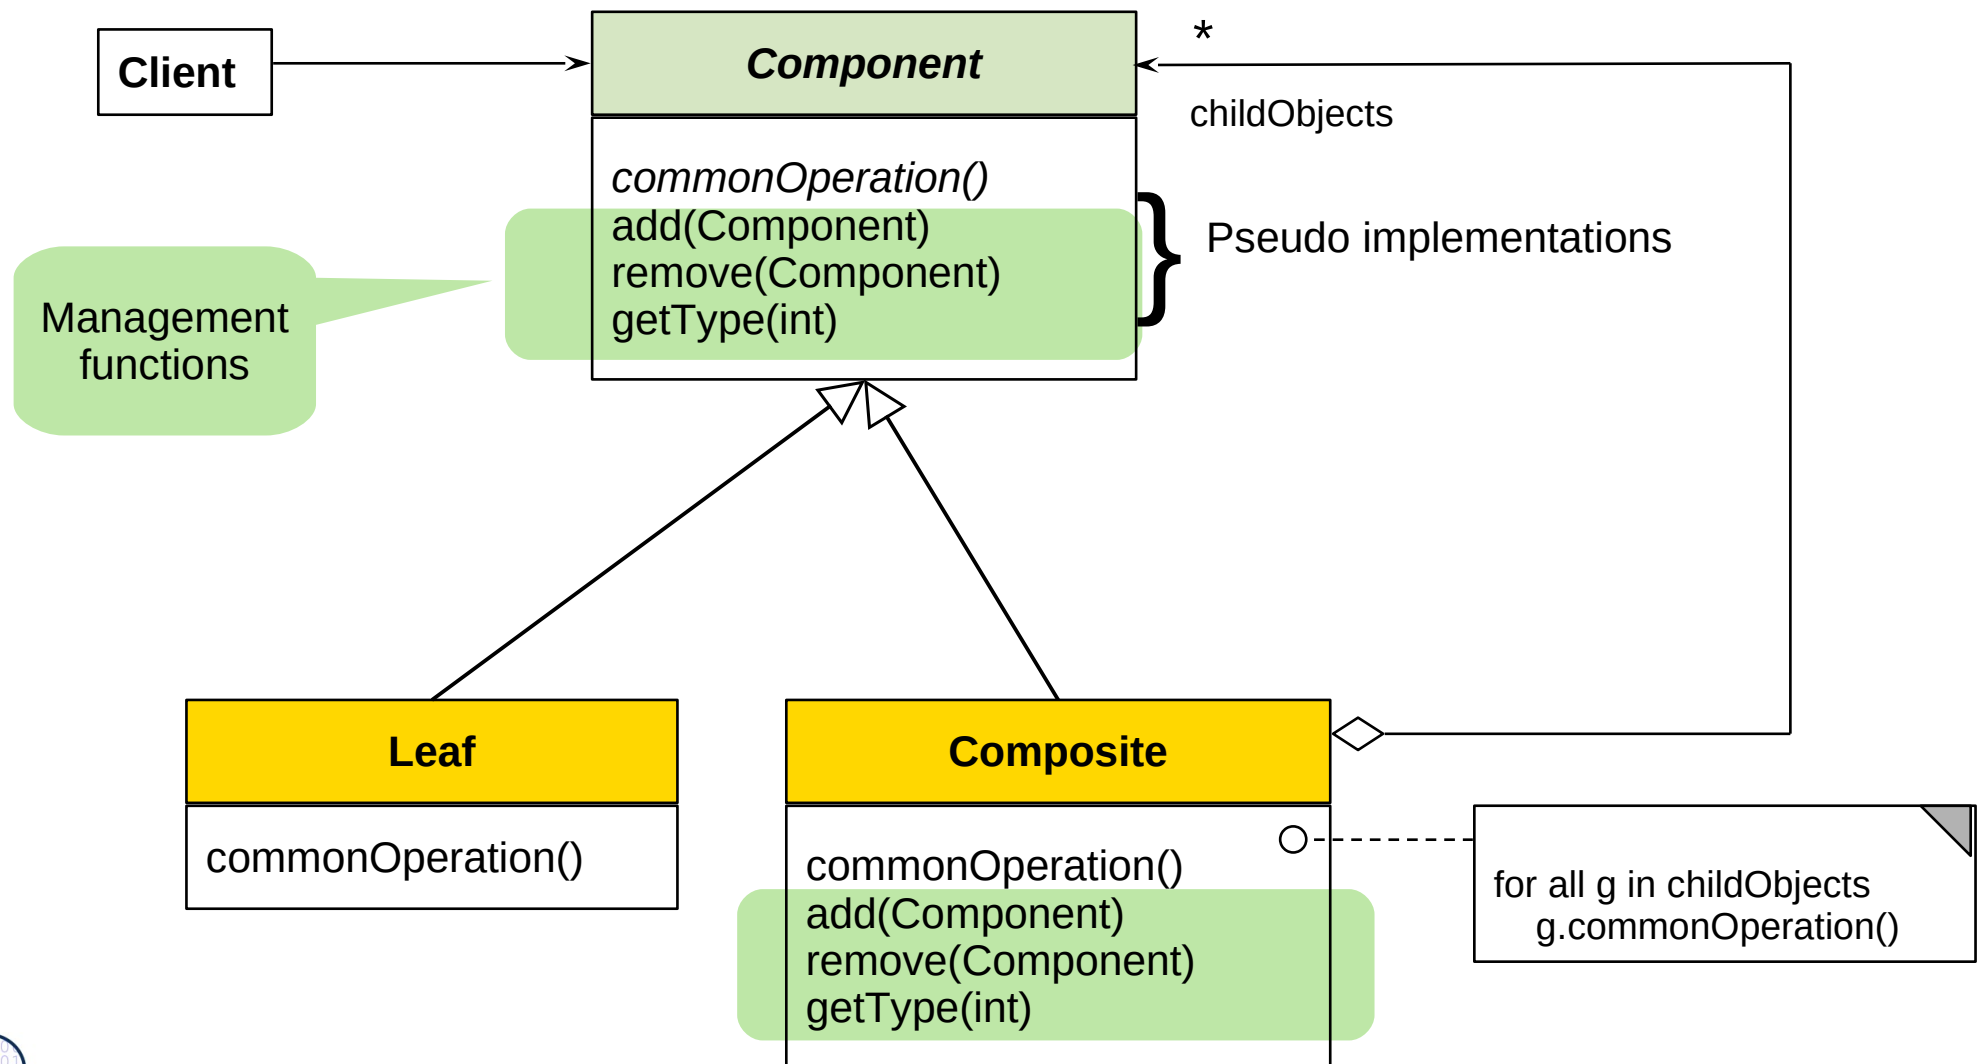 Client
Component
*
childObjects
commonOperation()
add(Component)
remove(Component)
getType(int)
}
Pseudo implementations
Management
functions
Leaf
commonOperation()
Composite
commonOperation()
add(Component)
remove(Component)
getType(int)
for all g in childObjects
g.commonOperation()